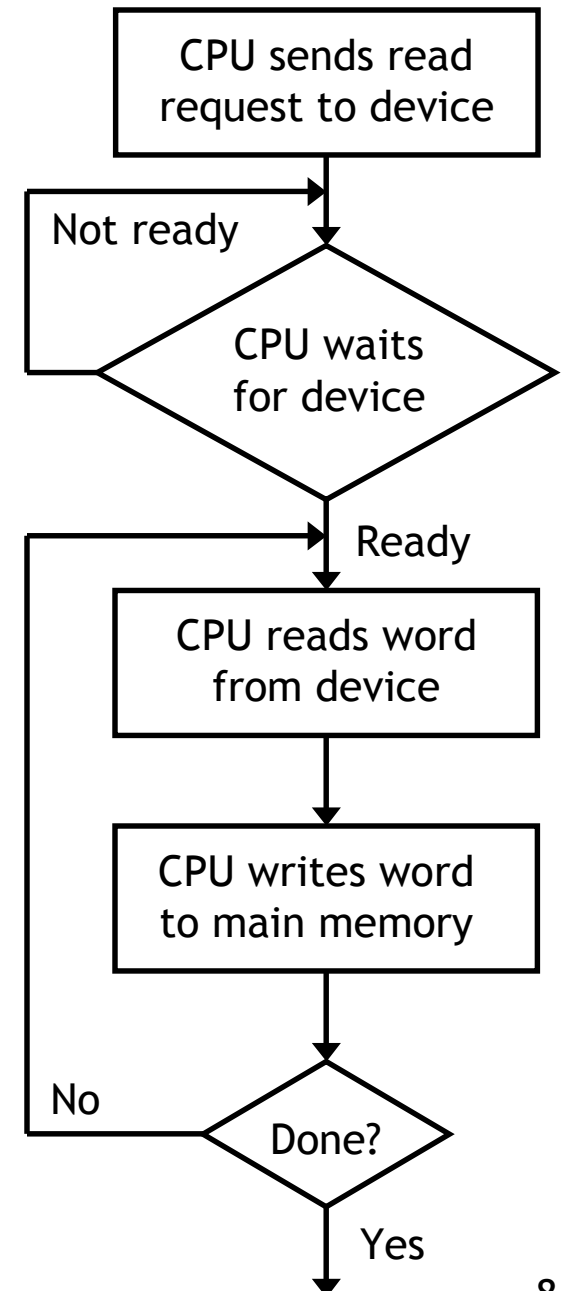 CPU sends read
request to device
Not ready
CPU waits
for device
Ready
CPU reads word
from device
CPU writes word
to main memory
No
Done?
Yes
8